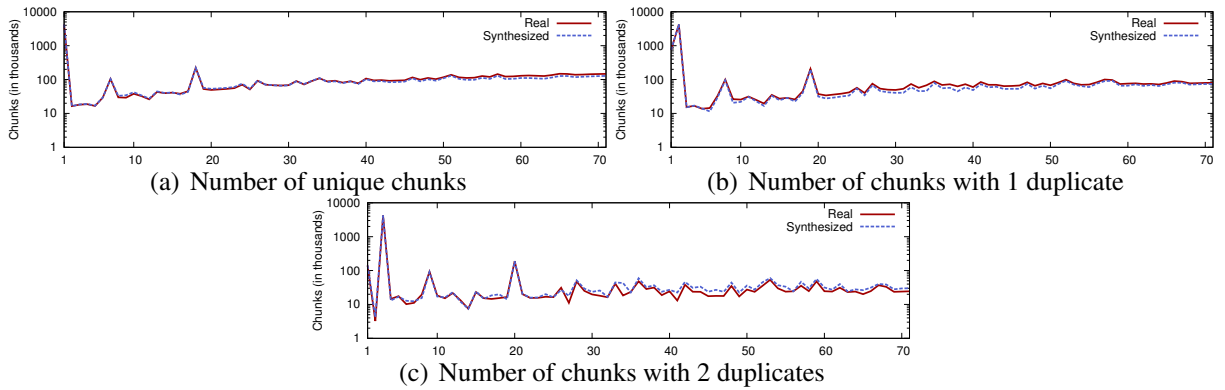 Chunks (in thousands)
10000
1000
100
10
1
Real
Synthesized
1 10 20 30 40 50 60 70
(a) Number of unique chunks
Chunks (in thousands)
10000
1000
100
10
1
Real
Synthesized
1 10 20 30 40 50 60 70
(b) Number of chunks with 1 duplicate
Chunks (in thousands)
10000
1000
100
10
1
Real
Synthesized
1 10 20 30 40 50 60 70
(c) Number of chunks with 2 duplicates